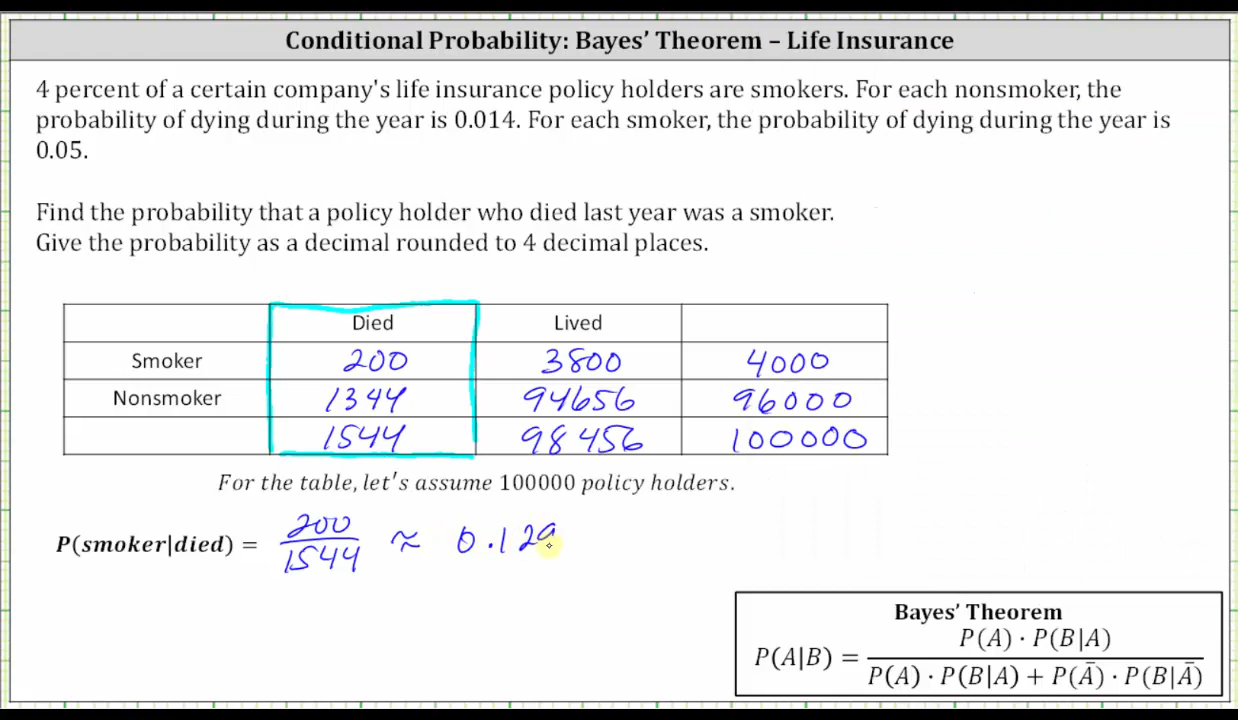 Conditional Probability: Bayes' Theorem – Life Insurance
4 percent of a certain company's life insurance policy holders are smokers. For each nonsmoker, the
probability of dying during the year is 0.014. For each smoker, the probability of dying during the year is
0.05.
Find the probability that a policy holder who died last year was a smoker.
Give the probability as a decimal rounded to 4 decimal places.
Died Lived
Smoker 200 3800 4000
Nonsmoker 1344 94656 96000
1544 98456 100000
For the table, let's assume 100000 policy holders.
P(smoker|died) = 200/1544 ≈ 0.129
Bayes' Theorem
P(A|B) = P(A) · P(B|A) / P(A) · P(B|A) + P(Ā) · P(B|Ā)